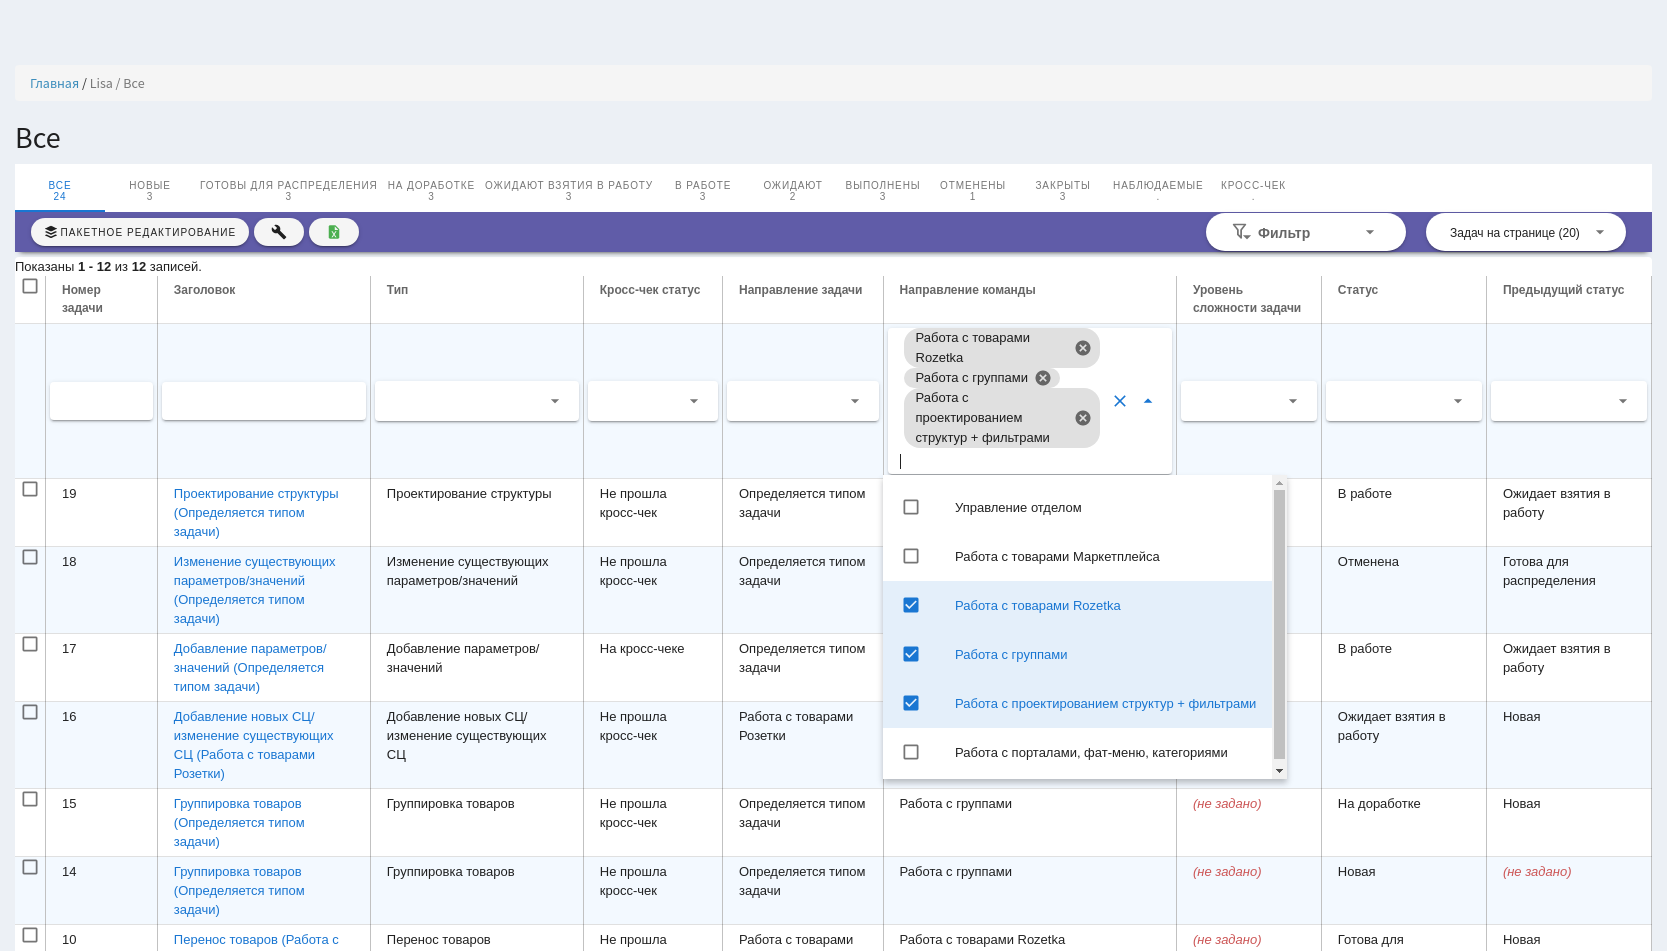 Главная / Lisa / Все
Все
ВСЕ
24
НОВЫЕ
3
ГОТОВЫ ДЛЯ РАСПРЕДЕЛЕНИЯ
3
НА ДОРАБОТКЕ
3
ОЖИДАЮТ ВЗЯТИЯ В РАБОТУ
3
В РАБОТЕ
3
ОЖИДАЮТ
2
ВЫПОЛНЕНЫ
3
ОТМЕНЕНЫ
1
ЗАКРЫТЫ
3
НАБЛЮДАЕМЫЕ
.
КРОСС-ЧЕК
.
ПАКЕТНОЕ РЕДАКТИРОВАНИЕ
Фильтр
Задач на странице (20)
Показаны 1 - 12 из 12 записей.
Номер
задачи
Заголовок
Тип
Кросс-чек статус
Направление задачи
Направление команды
Уровень
сложности задачи
Статус
Предыдущий статус
Работа с товарами
Rozetka
Работа с группами
Работа с
проектированием
структур + фильтрами
Управление отделом
Работа с товарами Маркетплейса
Работа с товарами Rozetka
Работа с группами
Работа с проектированием структур + фильтрами
Работа с порталами, фат-меню, категориями
19
Проектирование структуры
(Определяется типом
задачи)
Проектирование структуры
Не прошла
кросс-чек
Определяется типом
задачи
В работе
Ожидает взятия в
работу
18
Изменение существующих
параметров/значений
(Определяется типом
задачи)
Изменение существующих
параметров/значений
Не прошла
кросс-чек
Определяется типом
задачи
Отменена
Готова для
распределения
17
Добавление параметров/
значений (Определяется
типом задачи)
Добавление параметров/
значений
На кросс-чеке
Определяется типом
задачи
В работе
Ожидает взятия в
работу
16
Добавление новых СЦ/
изменение существующих
СЦ (Работа с товарами
Розетки)
Добавление новых СЦ/
изменение существующих
СЦ
Не прошла
кросс-чек
Работа с товарами
Розетки
Ожидает взятия в
работу
Новая
15
Группировка товаров
(Определяется типом
задачи)
Группировка товаров
Не прошла
кросс-чек
Определяется типом
задачи
Работа с группами
(не задано)
На доработке
Новая
14
Группировка товаров
(Определяется типом
задачи)
Группировка товаров
Не прошла
кросс-чек
Определяется типом
задачи
Работа с группами
(не задано)
Новая
(не задано)
10
Перенос товаров (Работа с
Перенос товаров
Не прошла
Работа с товарами
Работа с товарами Rozetka
(не задано)
Готова для
Новая